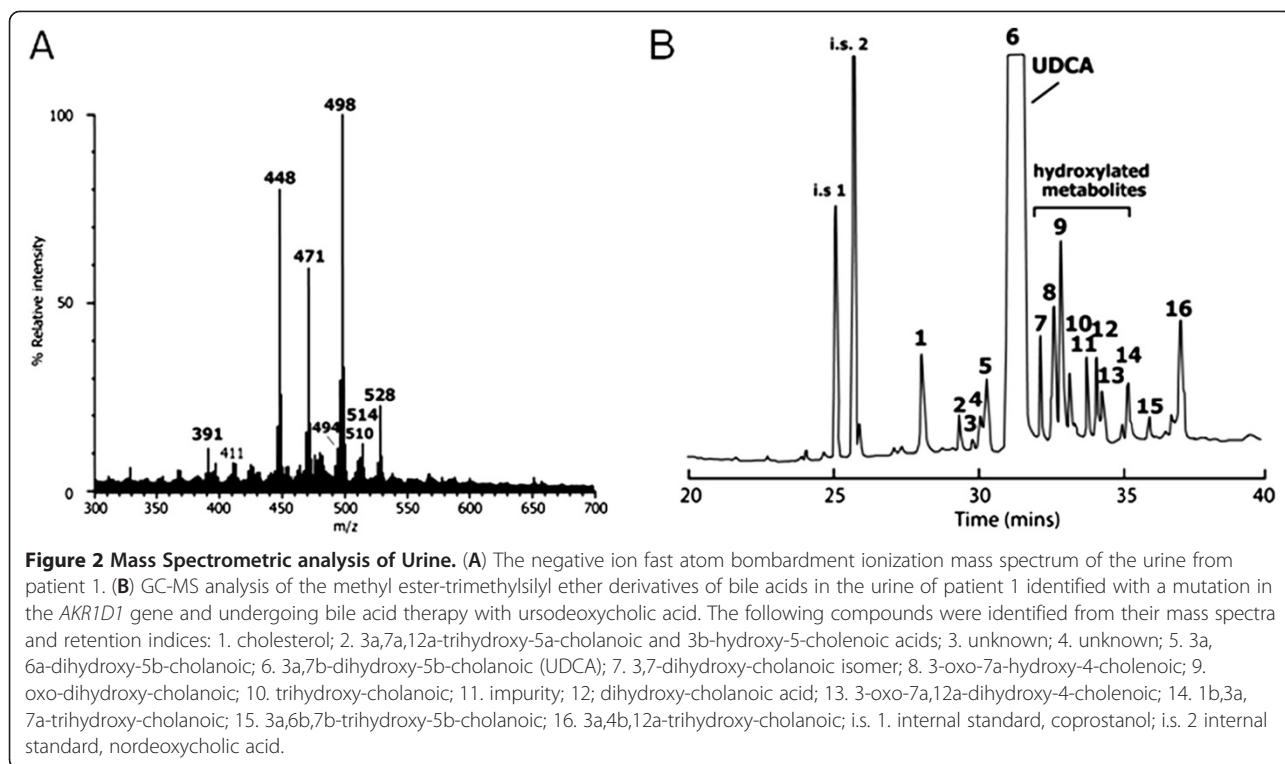 A
100
50
0
% Relative intensity
498
448
471
528
514
510
494
391
411
300 350 400 450 500 550 600 650 700
m/z
B
i.s. 2
i.s 1
6
UDCA
hydroxylated
metabolites
1
2
3
4
5
7
8
9
10
11
12
13
14
15
16
20 25 30 35 40
Time (mins)
Figure 2 Mass Spectrometric analysis of Urine. (A) The negative ion fast atom bombardment ionization mass spectrum of the urine from
patient 1. (B) GC-MS analysis of the methyl ester-trimethylsilyl ether derivatives of bile acids in the urine of patient 1 identified with a mutation in
the AKR1D1 gene and undergoing bile acid therapy with ursodeoxycholic acid. The following compounds were identified from their mass spectra
and retention indices: 1. cholesterol; 2. 3a,7a,12a-trihydroxy-5a-cholanoic and 3b-hydroxy-5-cholenoic acids; 3. unknown; 4. unknown; 5. 3a,
6a-dihydroxy-5b-cholanoic; 6. 3a,7b-dihydroxy-5b-cholanoic (UDCA); 7. 3,7-dihydroxy-cholanoic isomer; 8. 3-oxo-7a-hydroxy-4-cholenoic; 9.
oxo-dihydroxy-cholanoic; 10. trihydroxy-cholanoic; 11. impurity; 12; dihydroxy-cholanoic acid; 13. 3-oxo-7a,12a-dihydroxy-4-cholenoic; 14. 1b,3a,
7a-trihydroxy-cholanoic; 15. 3a,6b,7b-trihydroxy-5b-cholanoic; 16. 3a,4b,12a-trihydroxy-cholanoic; i.s. 1. internal standard, coprostanol; i.s. 2 internal
standard, nordeoxycholic acid.